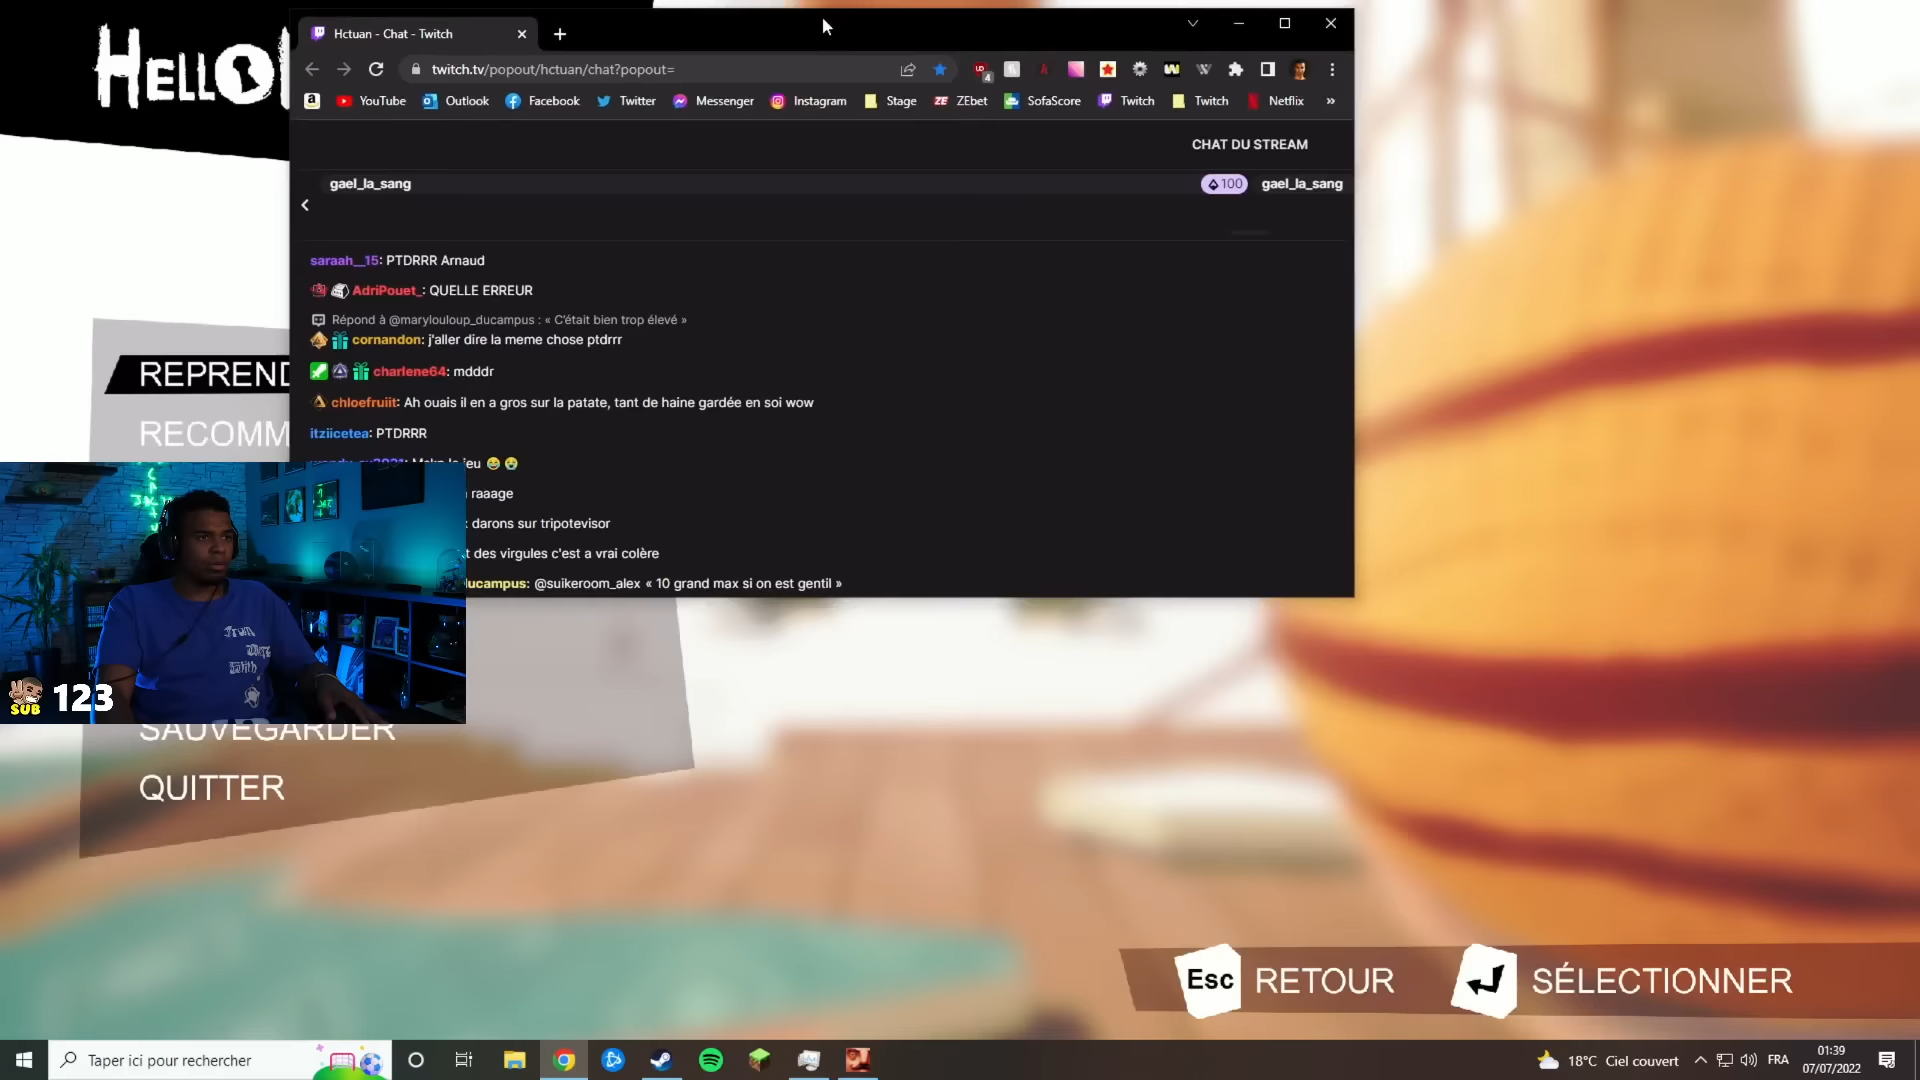 HELLO
Hctuan - Chat - Twitch
twitch.tv/popout/hctuan/chat?popout=
4
YouTube Outlook Facebook Twitter Messenger Instagram Stage ZEbet SofaScore Twitch Twitch Netflix »
CHAT DU STREAM
gael_la_sang 100 gael_la_sang
saraah__15: PTDRRR Arnaud
AdriPouet_: QUELLE ERREUR
Répond à @marylouloup_ducampus : « C'était bien trop élevé »
cornandon: j'aller dire la meme chose ptdrrr
charlene64: mdddr
chloefruiit: Ah ouais il en a gros sur la patate, tant de haine gardée en soi wow
itziicetea: PTDRRR
jeu
raaage
: darons sur tripotevisor
t des virgules c'est a vrai colère
ducampus: @suikeroom_alex « 10 grand max si on est gentil »
REPREND
RECOMM
SUB 123
SAUVEGARDER
QUITTER
Esc RETOUR SÉLECTIONNER
Taper ici pour rechercher
18°C Ciel couvert FRA 01:39
07/07/2022